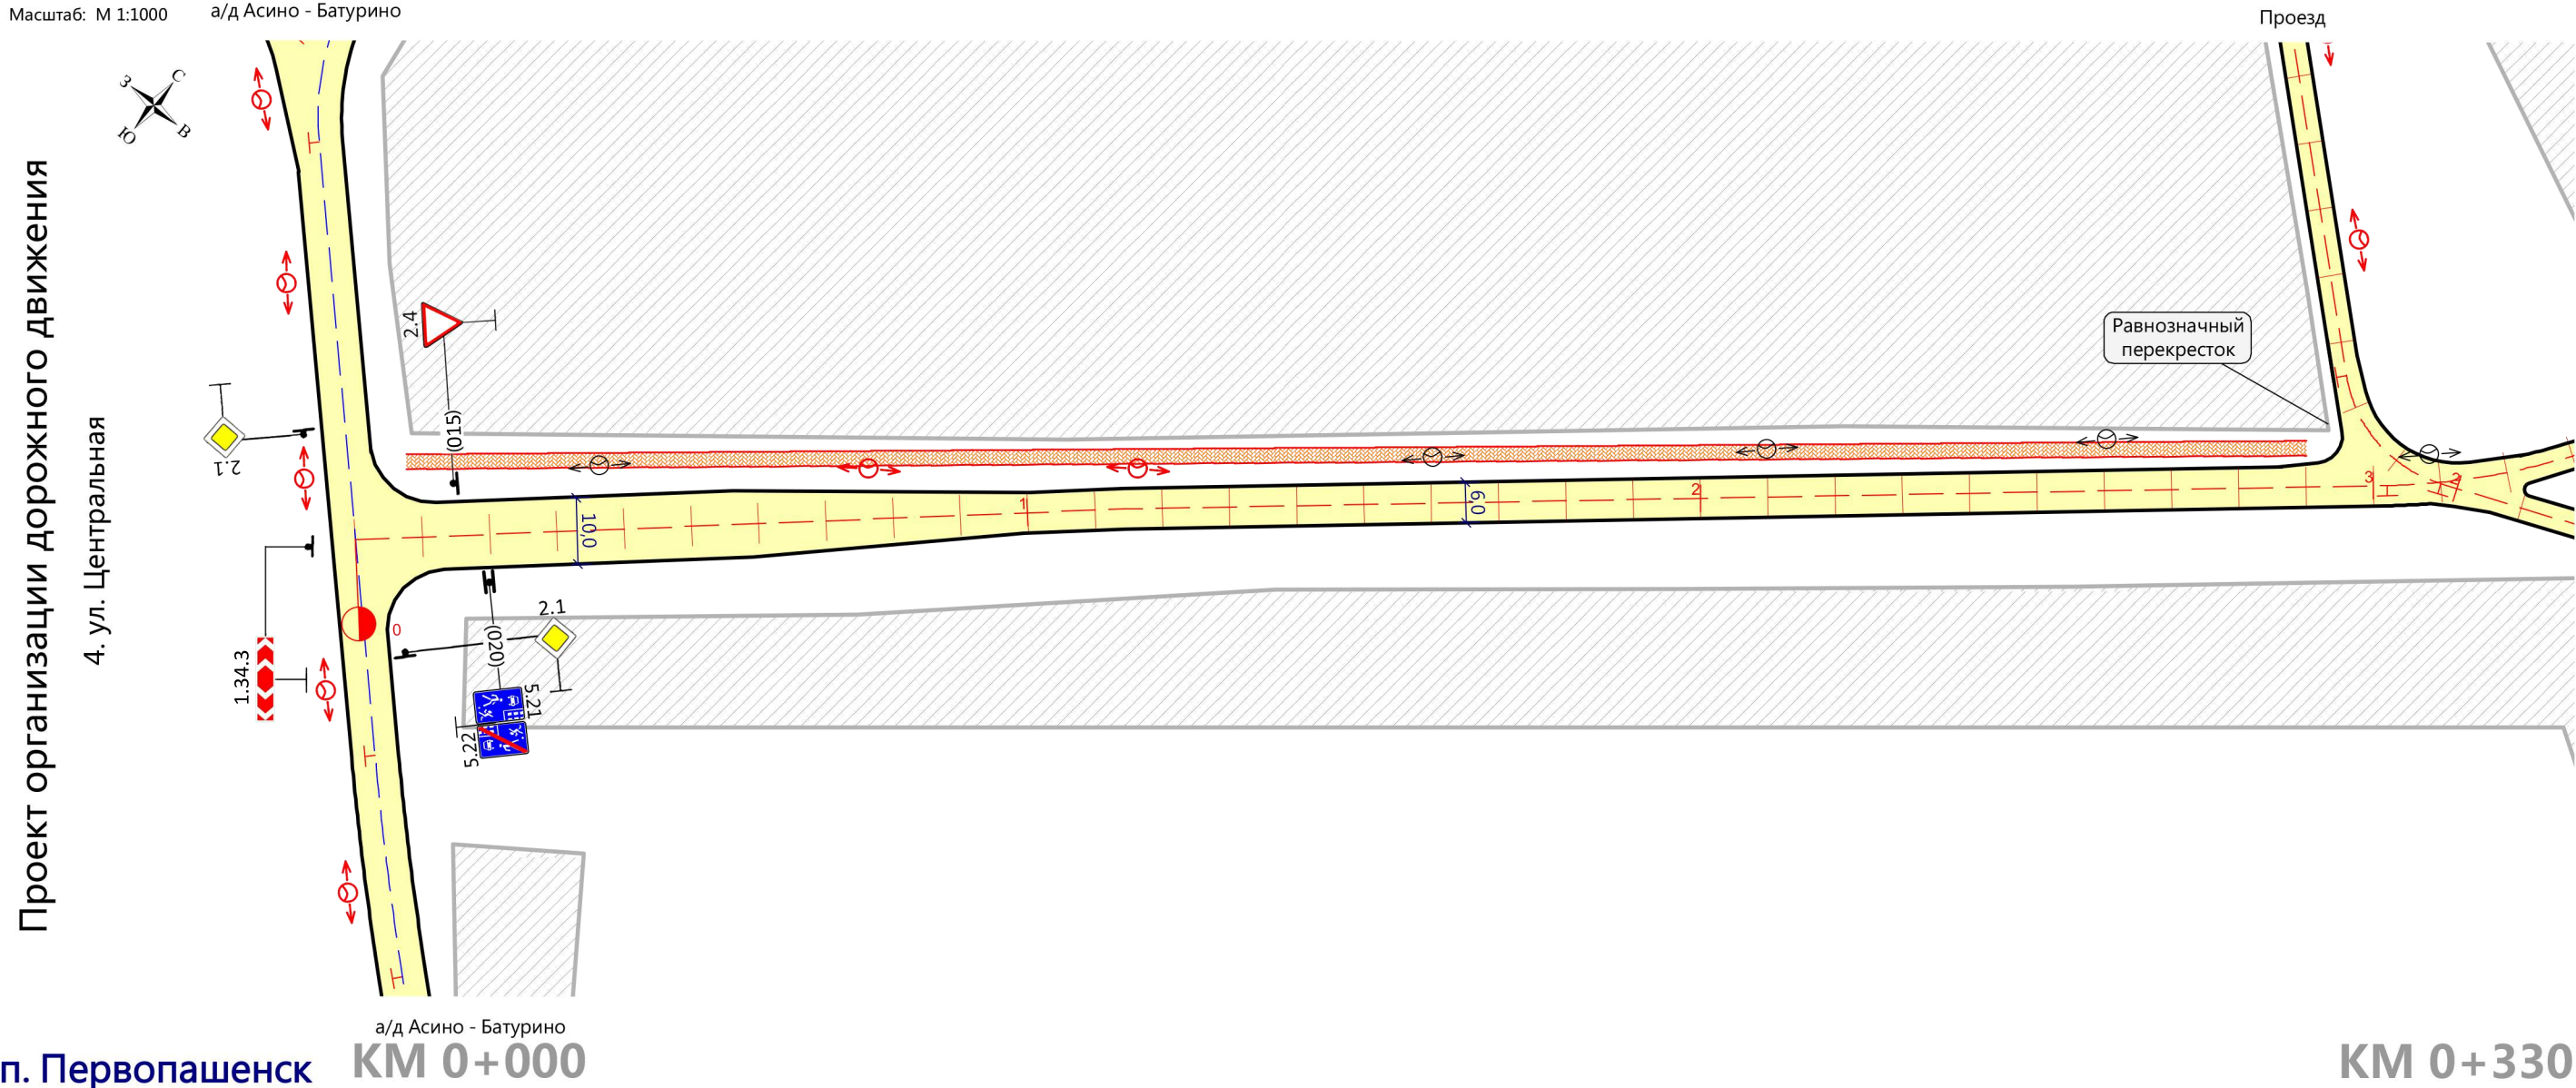 Масштаб: М 1:1000
а/д Асино - Батурино
Проезд
С
З
Ю
В
Проект организации дорожного движения
4. ул. Центральная
2.4
(015)
2.1
Равнозначный
перекресток
10,0
1
6,0
2
3
2.1
0
(020)
1.34.3
5.21
5.22
а/д Асино - Батурино
п. Первопашенск
КМ 0+000
КМ 0+330